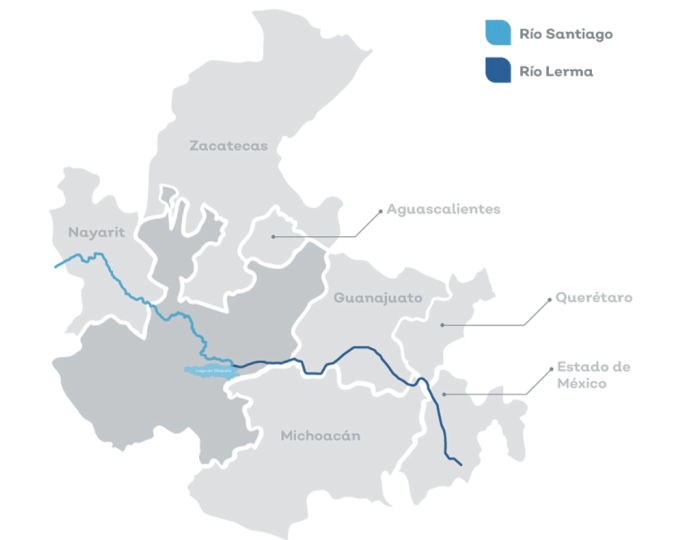 Río Santiago
Río Lerma
Zacatecas
Aguascalientes
Nayarit
Guanajuato
Querétaro
Estado de
México
Michoacán